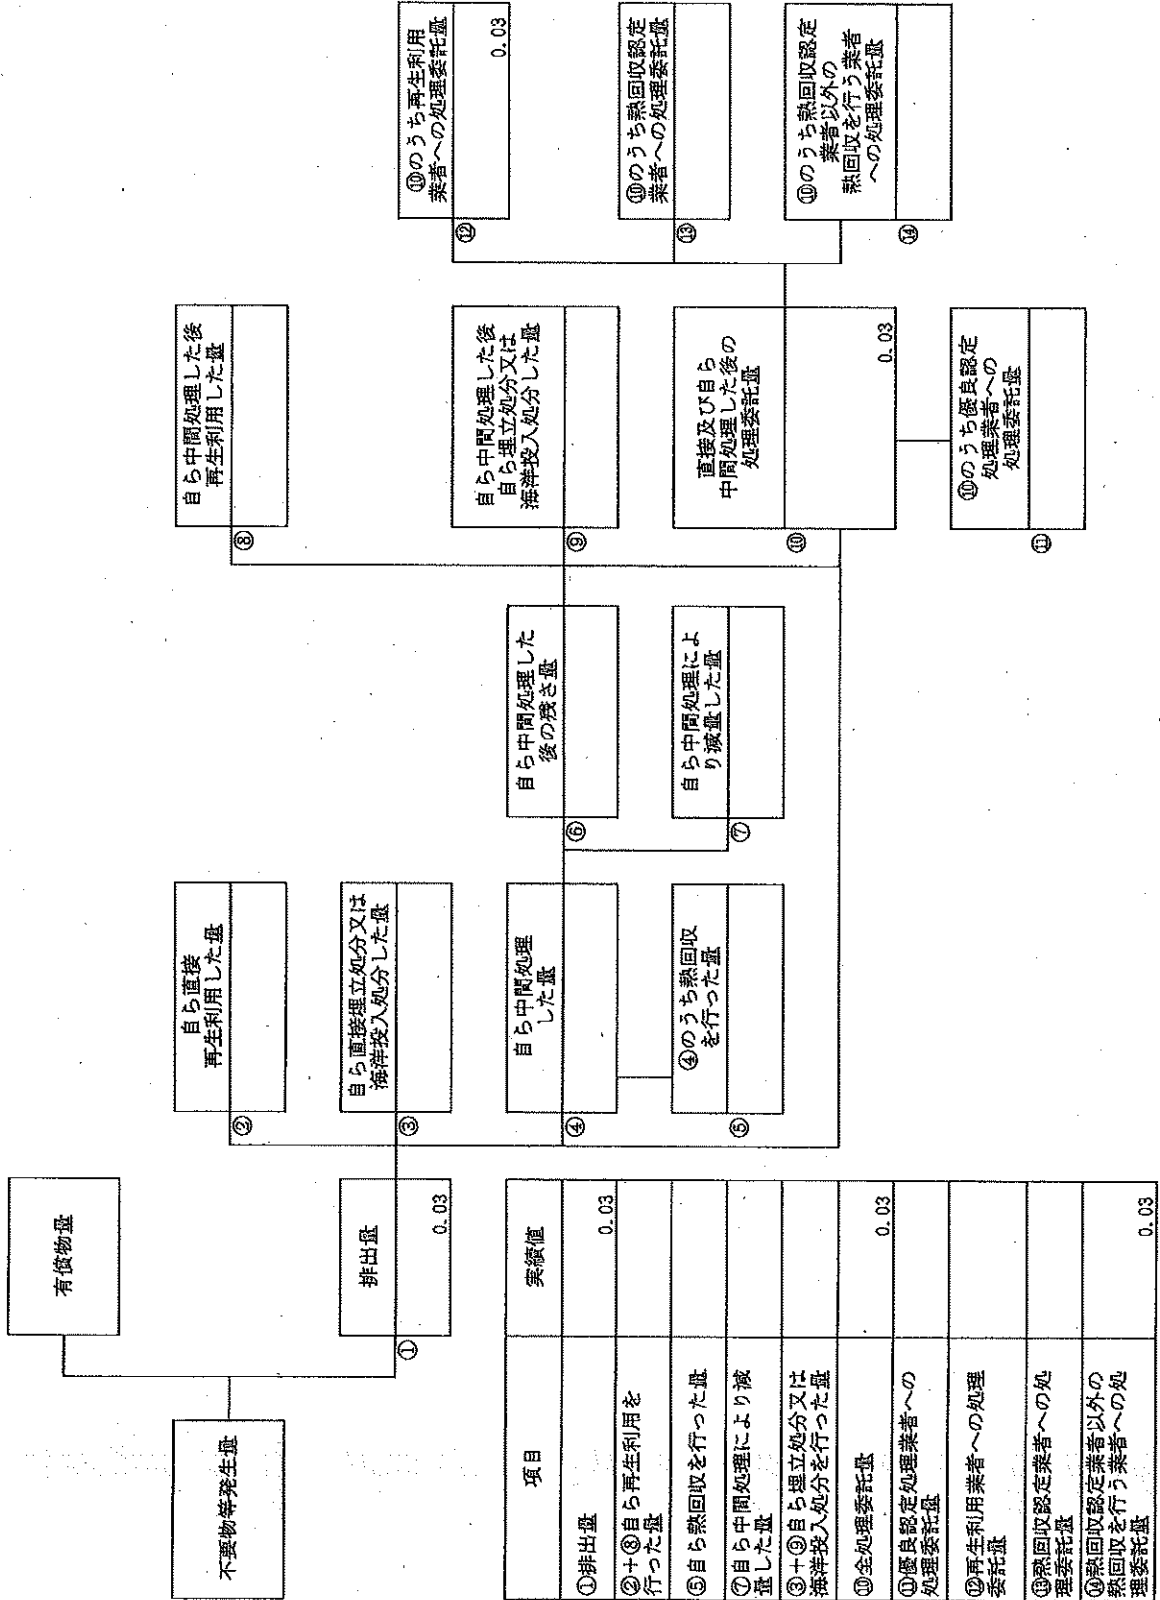 不要物等発生量
有償物量
①
排出量
0.03
②
自ら直接
再生利用した量
③
自ら直接埋立処分又は
海洋投入処分した量
④
自ら中間処理
した量
⑤
④のうち熱回収
を行った量
⑥
自ら中間処理した
後の残さ量
⑦
自ら中間処理によ
り減量した量
⑧
自ら中間処理した後
再生利用した量
⑨
自ら中間処理した後
自ら埋立処分又は
海洋投入処分した量
⑩
直接及び自ら
中間処理した後の
処理委託量
0.03
⑪
⑩のうち優良認定
処理業者への
処理委託量
⑫
⑩のうち再生利用
業者への処理委託量
0.03
⑬
⑩のうち熱回収認定
業者への処理委託量
⑭
⑩のうち熱回収認定
業者以外の
熱回収を行う業者
への処理委託量
項目
実績値
①排出量
0.03
②+⑧自ら再生利用を
行った量
⑤自ら熱回収を行った量
⑦自ら中間処理により減
量した量
③+⑨自ら埋立処分又は
海洋投入処分を行った量
⑩全処理委託量
0.03
⑪優良認定処理業者への
処理委託量
⑫再生利用業者への処理
委託量
⑬熱回収認定業者への処
理委託量
⑭熱回収認定業者以外の
熱回収を行う業者への処
理委託量
0.03